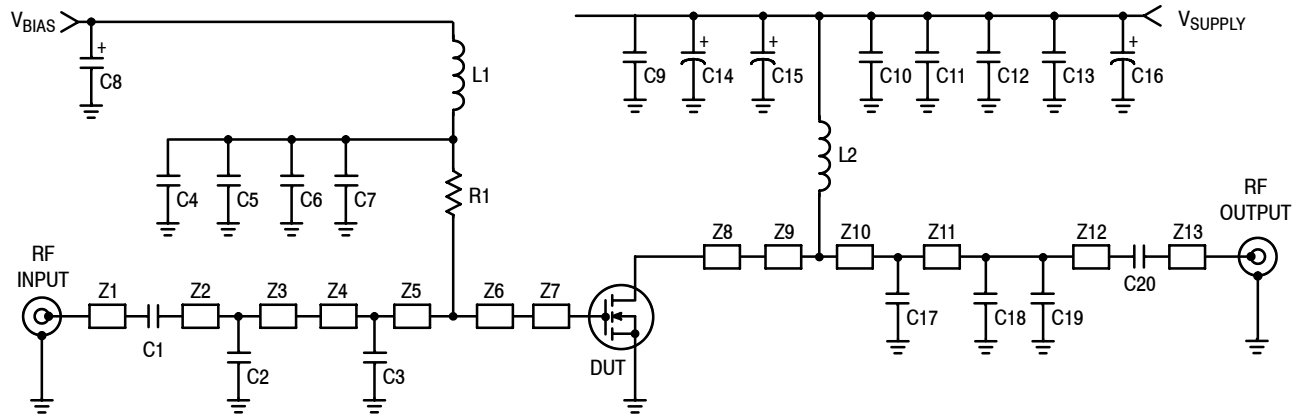 V_BIAS
+
C8
L1
C4
C5
C6
C7
R1
RF
INPUT
Z1
C1
Z2
C2
Z3
Z4
C3
Z5
Z6
Z7
DUT
V_SUPPLY
C9
+
C14
+
C15
C10
C11
C12
C13
+
C16
L2
Z8
Z9
Z10
C17
Z11
C18
C19
Z12
C20
Z13
RF
OUTPUT